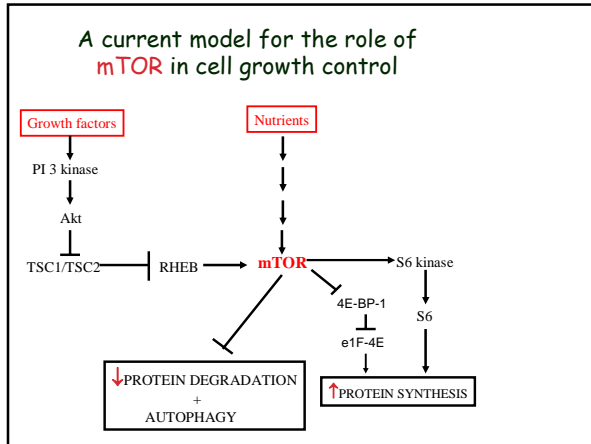 A current model for the role of
mTOR in cell growth control
Growth factors
Nutrients
PI 3 kinase
Akt
TSC1/TSC2
RHEB
mTOR
S6 kinase
4E-BP-1
S6
e1F-4E
↓PROTEIN DEGRADATION
+
AUTOPHAGY
↑PROTEIN SYNTHESIS